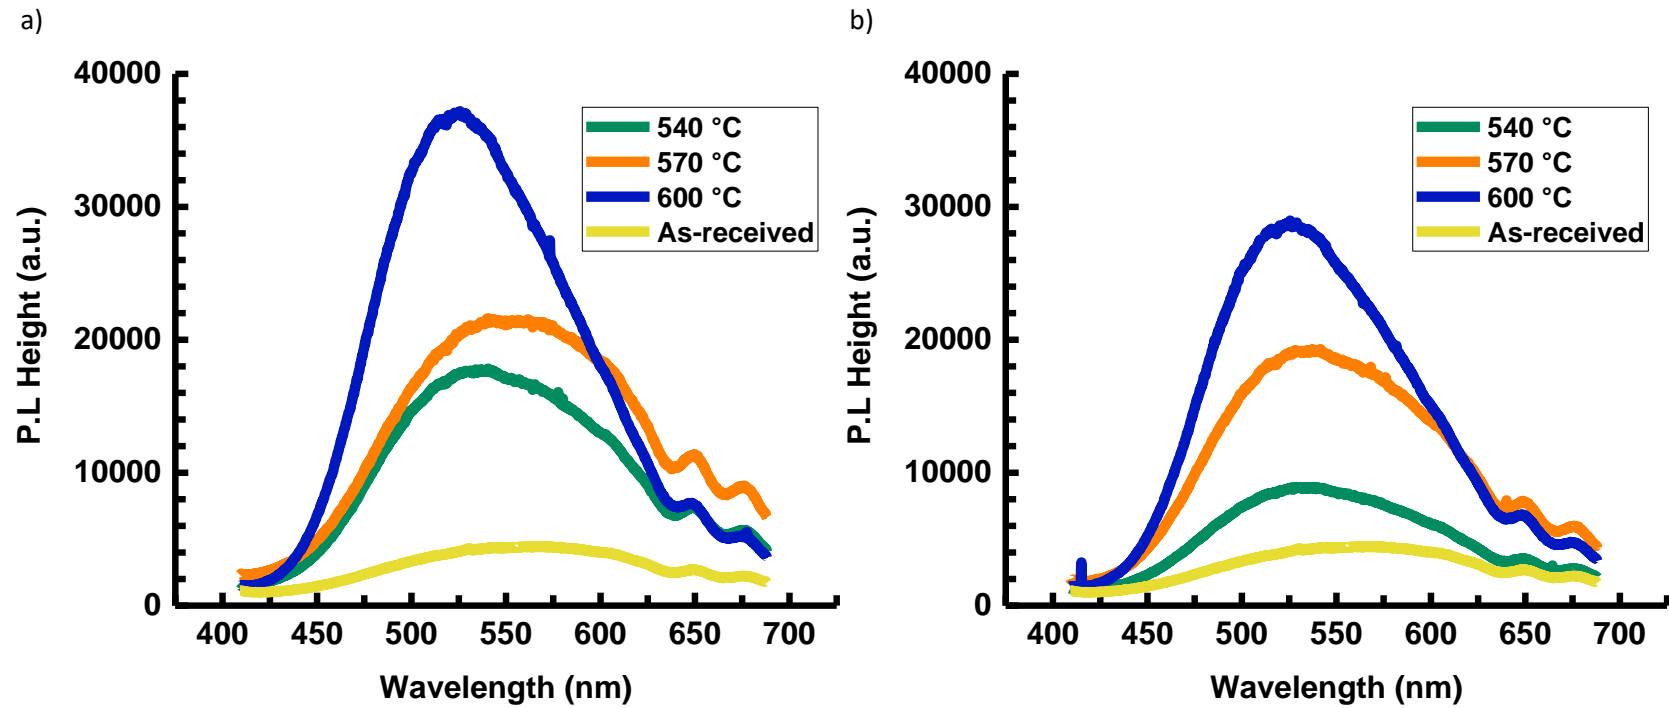 a)
40000
30000
20000
10000
0
P.L Height (a.u.)
540 °C
570 °C
600 °C
As-received
400 450 500 550 600 650 700
Wavelength (nm)
b)
40000
30000
20000
10000
0
P.L Height (a.u.)
540 °C
570 °C
600 °C
As-received
400 450 500 550 600 650 700
Wavelength (nm)